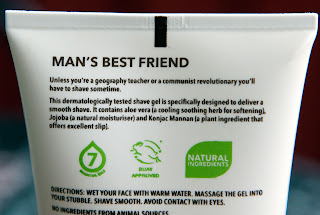 MAN'S BEST FRIEND
Unless you're a geography teacher or a communist revolutionary you'll
have to shave sometime.
This dermatologically tested shave gel is specifically designed to deliver a
smooth shave. It contains aloe vera (a cooling soothing herb for softening),
Jojoba (a natural moisturiser) and Konjac Mannan (a plant ingredient that
offers excellent slip).
7
BUAV
APPROVED
NATURAL
INGREDIENTS
DIRECTIONS: WET YOUR FACE WITH WARM WATER. MASSAGE THE GEL INTO
YOUR STUBBLE. SHAVE SMOOTH. AVOID CONTACT WITH EYES.
NO INGREDIENTS FROM ANIMAL SOURCES